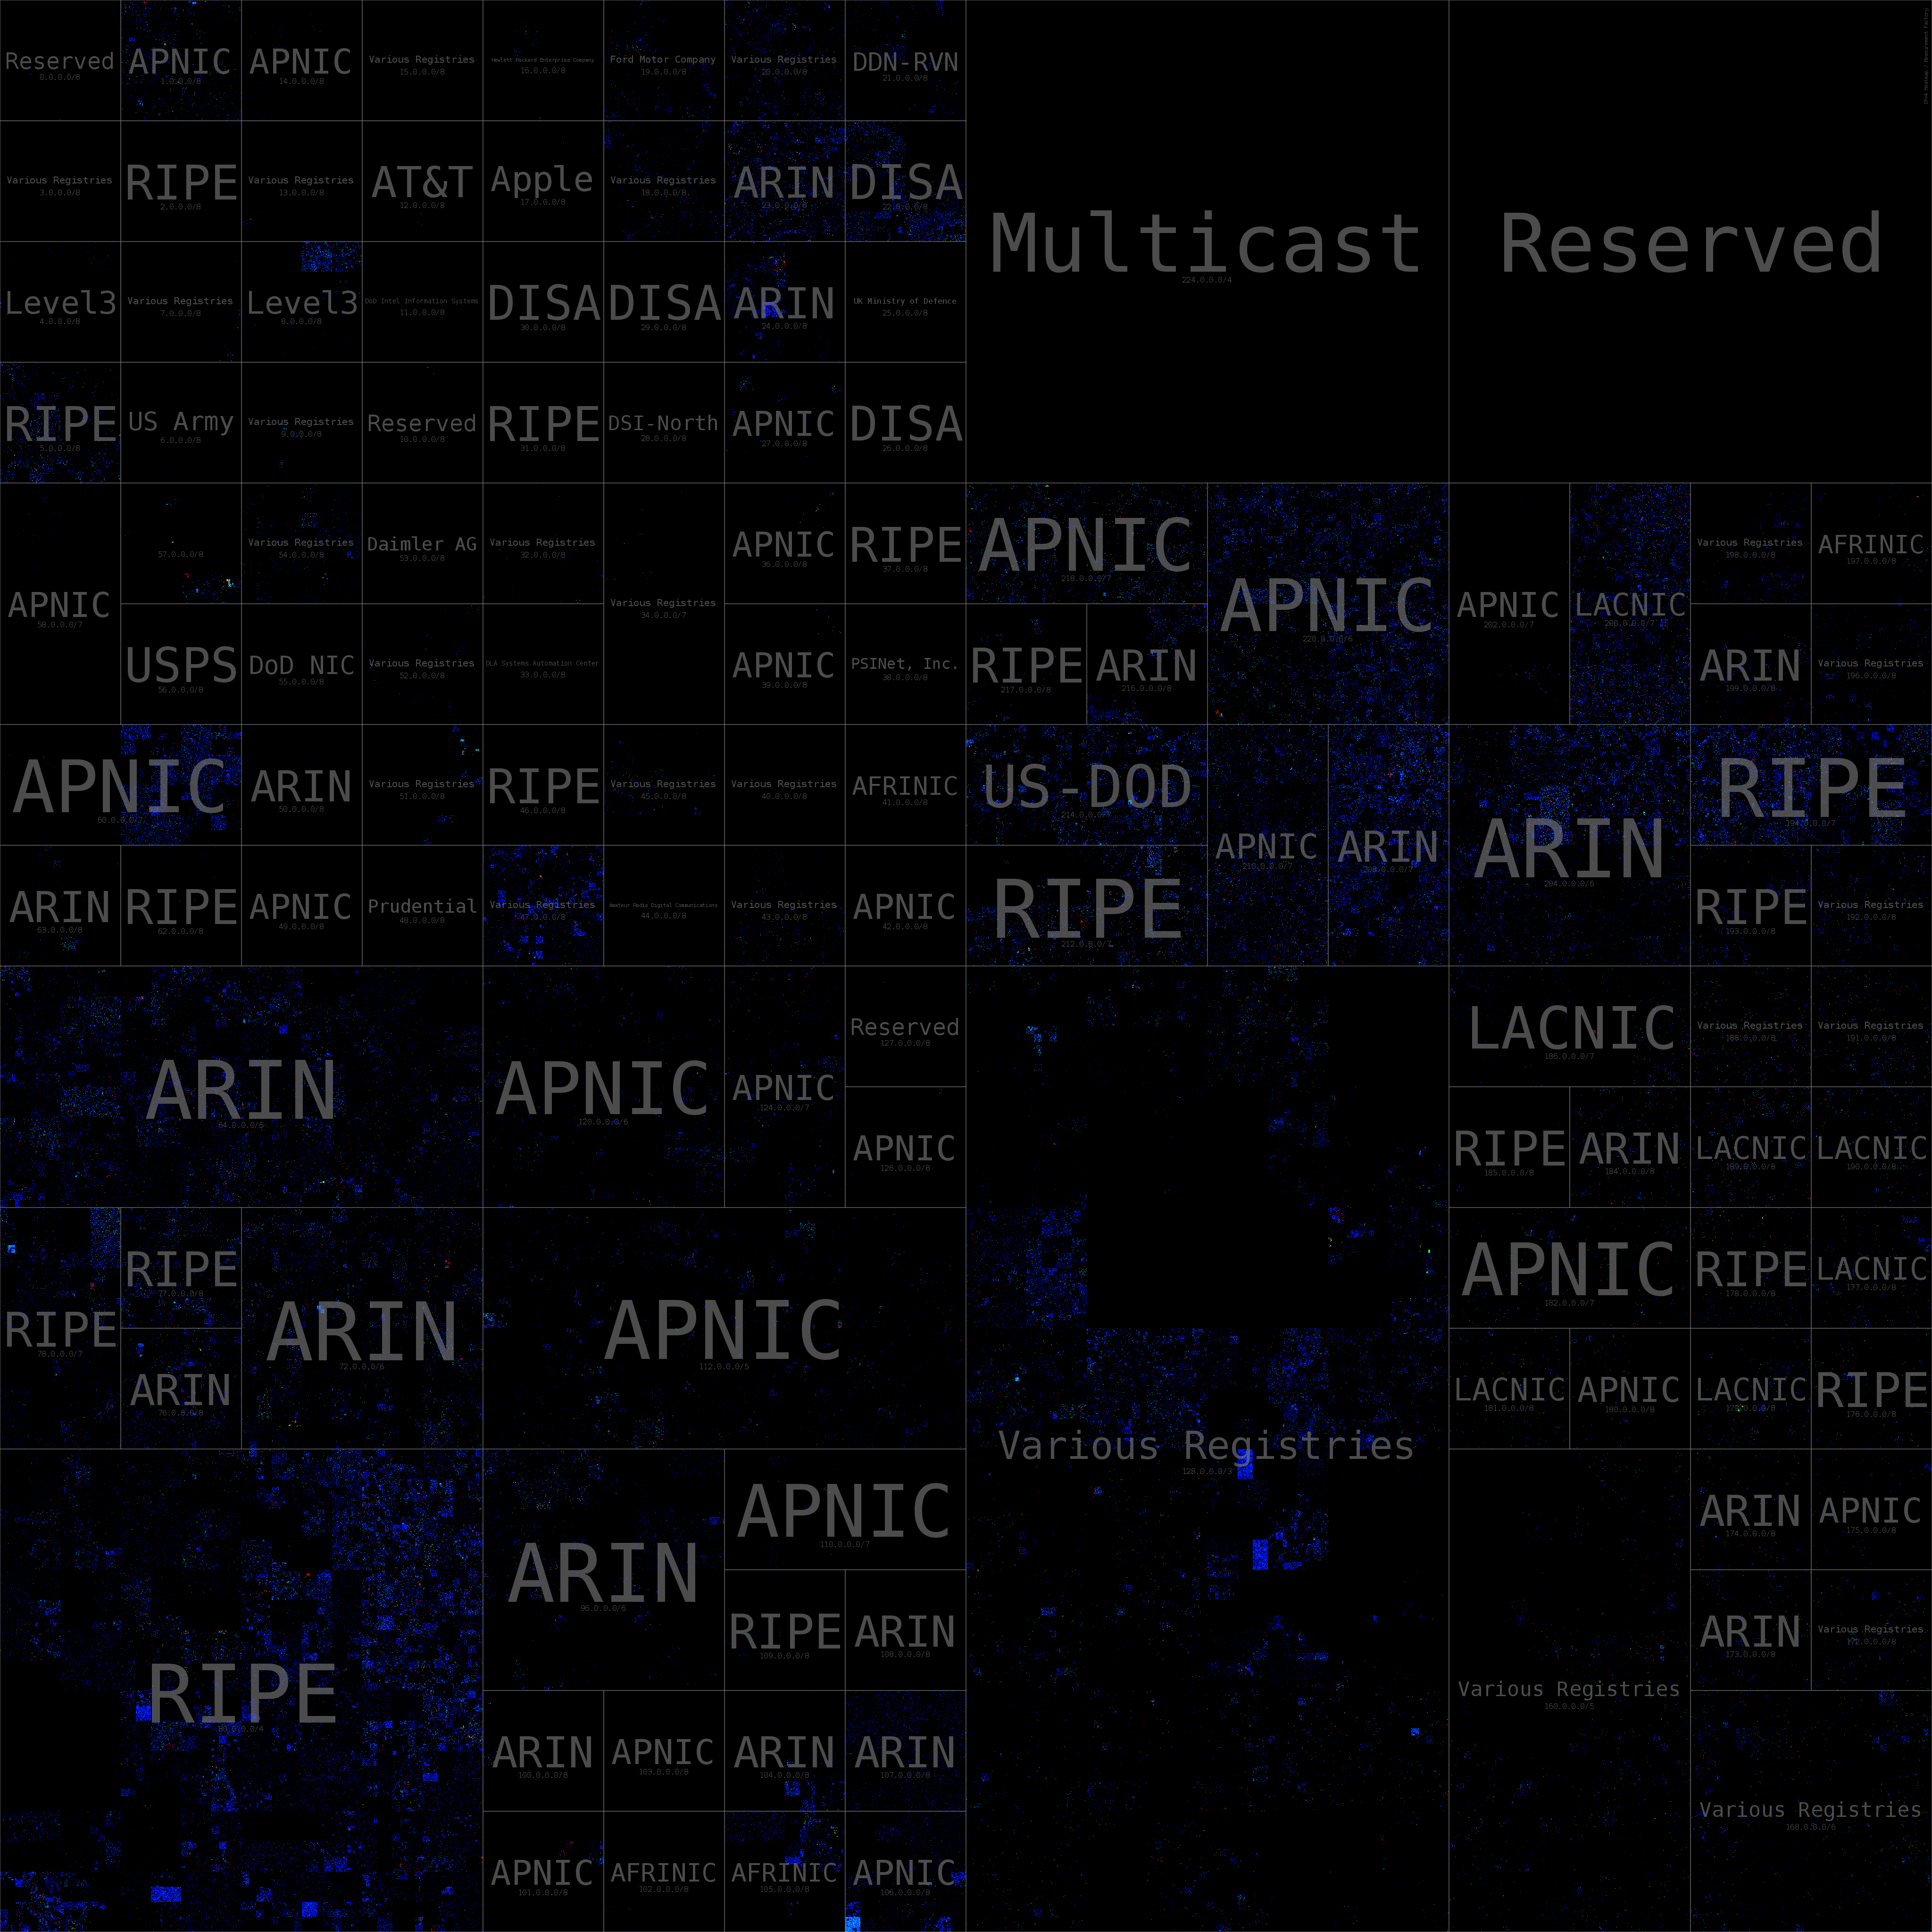 Reserved
0.0.0.0/8
APNIC
1.0.0.0/8
APNIC
14.0.0.0/8
Various Registries
15.0.0.0/8
Hewlett Packard Enterprise Company
16.0.0.0/8
Ford Motor Company
19.0.0.0/8
Various Registries
20.0.0.0/8
DDN-RVN
21.0.0.0/8
Various Registries
3.0.0.0/8
RIPE
2.0.0.0/8
Various Registries
13.0.0.0/8
AT&T
12.0.0.0/8
Apple
17.0.0.0/8
Various Registries
18.0.0.0/8
ARIN
23.0.0.0/8
DISA
22.0.0.0/8
Multicast
224.0.0.0/4
Reserved
Level3
4.0.0.0/8
Various Registries
7.0.0.0/8
Level3
8.0.0.0/8
DoD Intel Information Systems
11.0.0.0/8
DISA
30.0.0.0/8
DISA
29.0.0.0/8
ARIN
24.0.0.0/8
UK Ministry of Defence
25.0.0.0/8
RIPE
5.0.0.0/8
US Army
6.0.0.0/8
Various Registries
9.0.0.0/8
Reserved
10.0.0.0/8
RIPE
31.0.0.0/8
DSI-North
28.0.0.0/8
APNIC
27.0.0.0/8
DISA
26.0.0.0/8
APNIC
58.0.0.0/7
57.0.0.0/8
Various Registries
54.0.0.0/8
Daimler AG
53.0.0.0/8
Various Registries
32.0.0.0/8
Various Registries
34.0.0.0/7
APNIC
36.0.0.0/8
RIPE
37.0.0.0/8
APNIC
218.0.0.0/7
APNIC
220.0.0.0/6
APNIC
202.0.0.0/7
LACNIC
200.0.0.0/7
Various Registries
198.0.0.0/8
AFRINIC
197.0.0.0/8
USPS
56.0.0.0/8
DoD NIC
55.0.0.0/8
Various Registries
52.0.0.0/8
DLA Systems Automation Center
33.0.0.0/8
APNIC
39.0.0.0/8
PSINet, Inc.
38.0.0.0/8
RIPE
217.0.0.0/8
ARIN
216.0.0.0/8
ARIN
199.0.0.0/8
Various Registries
196.0.0.0/8
APNIC
60.0.0.0/7
ARIN
50.0.0.0/8
Various Registries
51.0.0.0/8
RIPE
46.0.0.0/8
Various Registries
45.0.0.0/8
Various Registries
40.0.0.0/8
AFRINIC
41.0.0.0/8
US-DOD
214.0.0.0/7
APNIC
210.0.0.0/7
ARIN
208.0.0.0/7
ARIN
204.0.0.0/6
RIPE
194.0.0.0/7
ARIN
63.0.0.0/8
RIPE
62.0.0.0/8
APNIC
49.0.0.0/8
Prudential
48.0.0.0/8
Various Registries
47.0.0.0/8
Amateur Radio Digital Communications
44.0.0.0/8
Various Registries
43.0.0.0/8
APNIC
42.0.0.0/8
RIPE
212.0.0.0/7
RIPE
193.0.0.0/8
Various Registries
192.0.0.0/8
ARIN
64.0.0.0/5
APNIC
120.0.0.0/6
APNIC
124.0.0.0/7
Reserved
127.0.0.0/8
APNIC
126.0.0.0/8
LACNIC
186.0.0.0/7
Various Registries
188.0.0.0/8
Various Registries
191.0.0.0/8
RIPE
185.0.0.0/8
ARIN
184.0.0.0/8
LACNIC
189.0.0.0/8
LACNIC
190.0.0.0/8
RIPE
78.0.0.0/7
RIPE
77.0.0.0/8
ARIN
76.0.0.0/8
ARIN
72.0.0.0/6
APNIC
112.0.0.0/5
APNIC
182.0.0.0/7
RIPE
178.0.0.0/8
LACNIC
177.0.0.0/8
LACNIC
181.0.0.0/8
APNIC
180.0.0.0/8
LACNIC
179.0.0.0/8
RIPE
176.0.0.0/8
Various Registries
128.0.0.0/3
RIPE
80.0.0.0/4
ARIN
96.0.0.0/6
APNIC
110.0.0.0/7
RIPE
109.0.0.0/8
ARIN
108.0.0.0/8
Various Registries
160.0.0.0/5
ARIN
174.0.0.0/8
APNIC
175.0.0.0/8
ARIN
173.0.0.0/8
Various Registries
172.0.0.0/8
ARIN
100.0.0.0/8
APNIC
103.0.0.0/8
ARIN
104.0.0.0/8
ARIN
107.0.0.0/8
APNIC
101.0.0.0/8
AFRINIC
102.0.0.0/8
AFRINIC
105.0.0.0/8
APNIC
106.0.0.0/8
Various Registries
168.0.0.0/6